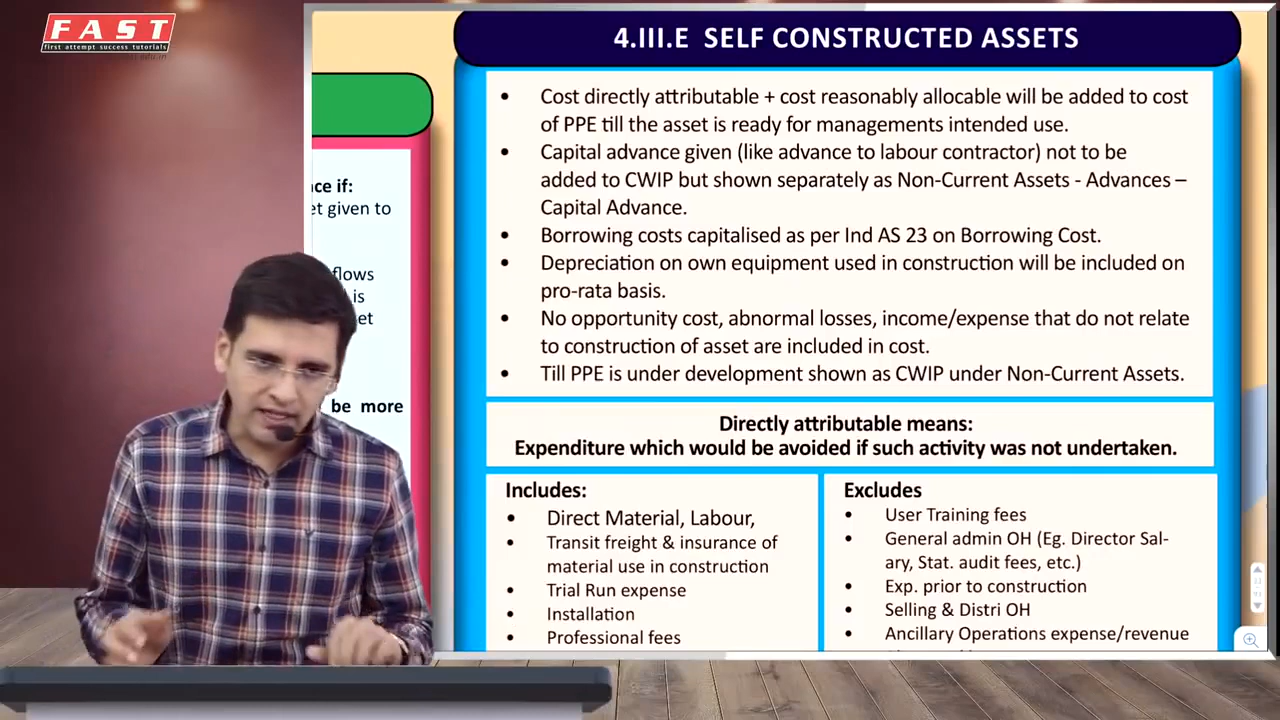 FAST
first attempt success tutorials
edu.in
4.III.E SELF CONSTRUCTED ASSETS
• Cost directly attributable + cost reasonably allocable will be added to cost
of PPE till the asset is ready for managements intended use.
• Capital advance given (like advance to labour contractor) not to be
added to CWIP but shown separately as Non-Current Assets - Advances –
Capital Advance.
• Borrowing costs capitalised as per Ind AS 23 on Borrowing Cost.
• Depreciation on own equipment used in construction will be included on
pro-rata basis.
• No opportunity cost, abnormal losses, income/expense that do not relate
to construction of asset are included in cost.
• Till PPE is under development shown as CWIP under Non-Current Assets.
Directly attributable means:
Expenditure which would be avoided if such activity was not undertaken.
Includes:
• Direct Material, Labour,
• Transit freight & insurance of
material use in construction
• Trial Run expense
• Installation
• Professional fees
Excludes
• User Training fees
• General admin OH (Eg. Director Sal-
ary, Stat. audit fees, etc.)
• Exp. prior to construction
• Selling & Distri OH
• Ancillary Operations expense/revenue
nce if:
et given to
flows
is
et
be more